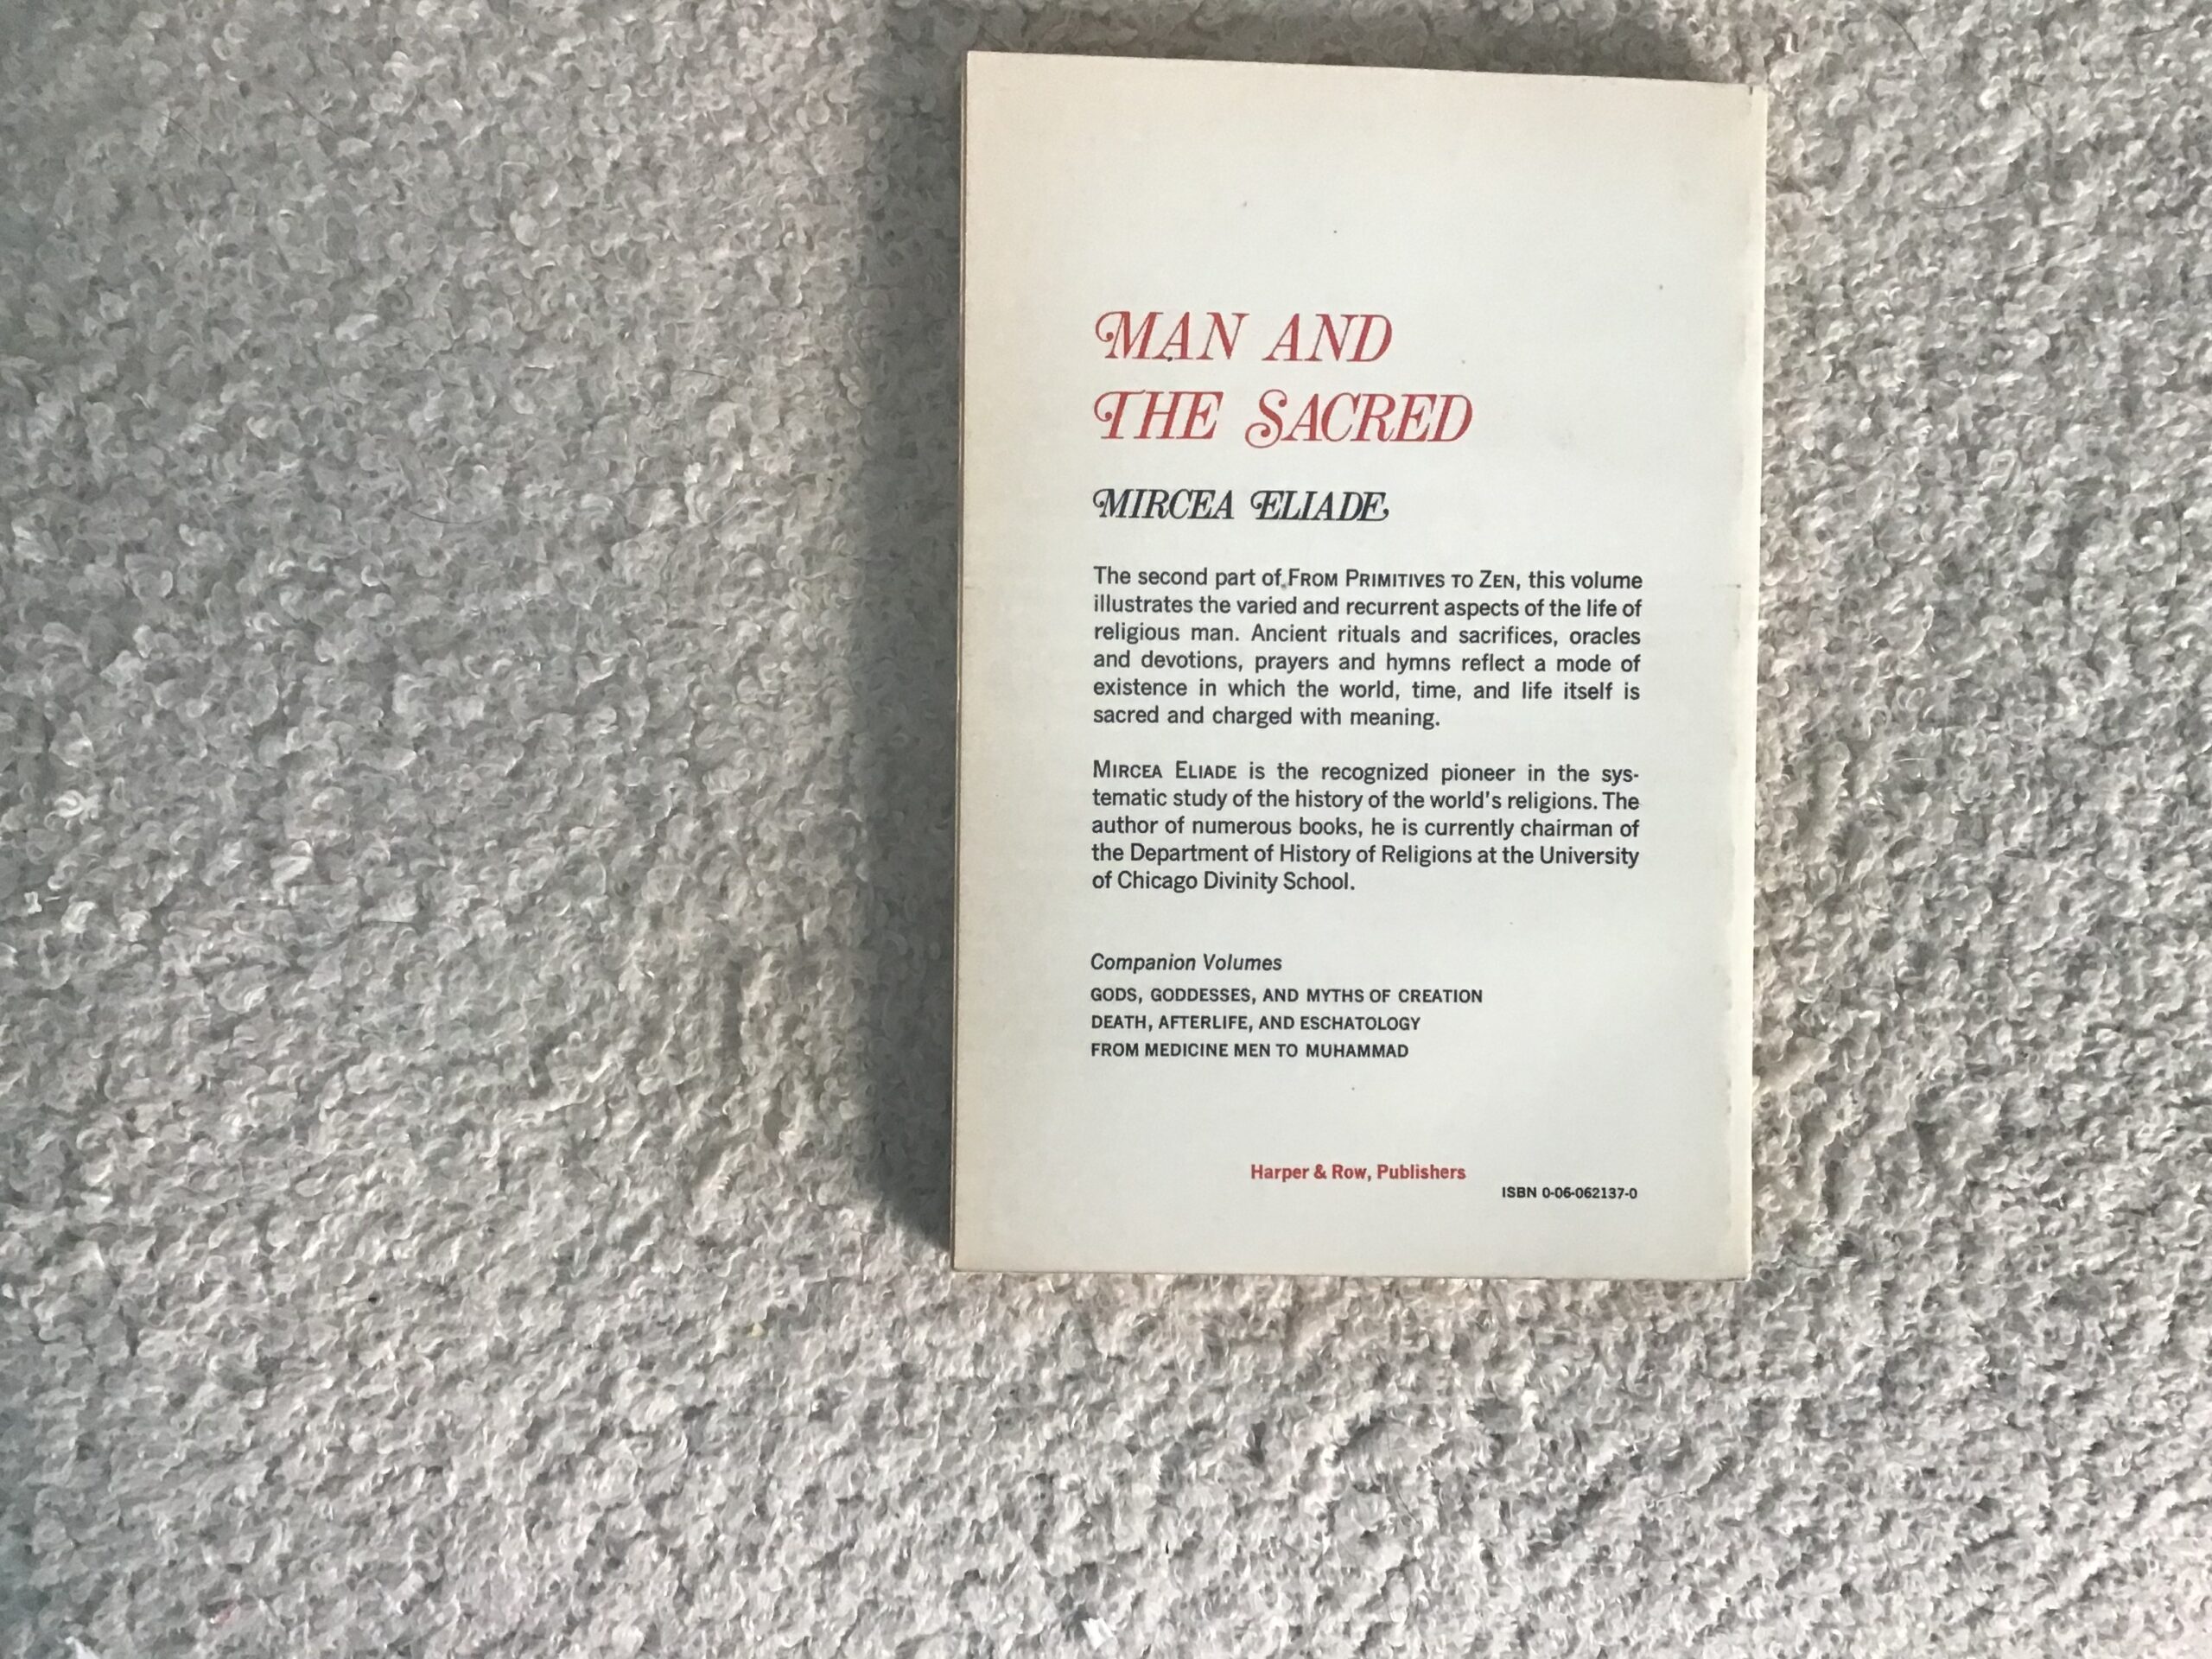 MAN AND
THE SACRED
MIRCEA ELIADE
The second part of FROM PRIMITIVES TO ZEN, this volume
illustrates the varied and recurrent aspects of the life of
religious man. Ancient rituals and sacrifices, oracles
and devotions, prayers and hymns reflect a mode of
existence in which the world, time, and life itself is
sacred and charged with meaning.
MIRCEA ELIADE is the recognized pioneer in the sys-
tematic study of the history of the world's religions. The
author of numerous books, he is currently chairman of
the Department of History of Religions at the University
of Chicago Divinity School.
Companion Volumes
GODS, GODDESSES, AND MYTHS OF CREATION
DEATH, AFTERLIFE, AND ESCHATOLOGY
FROM MEDICINE MEN TO MUHAMMAD
Harper & Row, Publishers
ISBN 0-06-062137-0